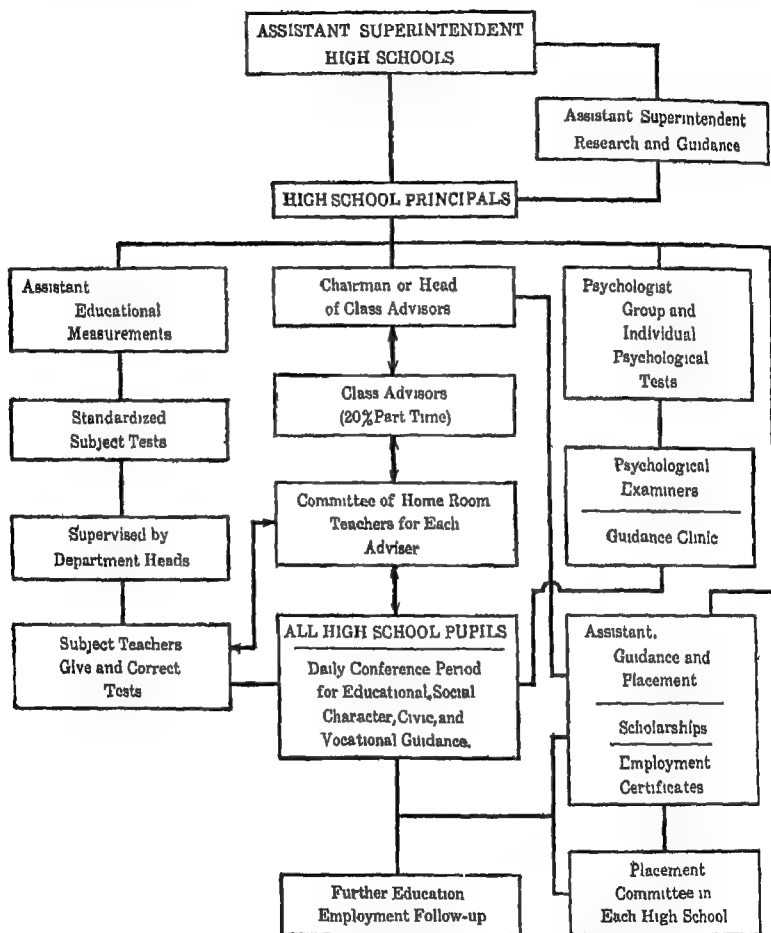 ASSISTANT SUPERINTENDENT
HIGH SCHOOLS
Assistant Superintendent
Research and Guidance
HIGH SCHOOL PRINCIPALS
Assistant
Educational
Measurements
Chairman or Head
of Class Advisors
Psychologist
Group and
Individual
Psychological
Tests
Standardized
Subject Tests
Class Advisors
(20% Part Time)
Psychological
Examiners
Guidance Clinic
Supervised by
Department Heads
Committee of Home Room
Teachers for Each
Adviser
Subject Teachers
Give and Correct
Tests
ALL HIGH SCHOOL PUPILS
Daily Conference Period
for Educational, Social
Character, Civic, and
Vocational Guidance.
Assistant.
Guidance and
Placement
Scholarships
Employment
Certificates
Further Education
Employment Follow-up
Placement
Committee in
Each High School